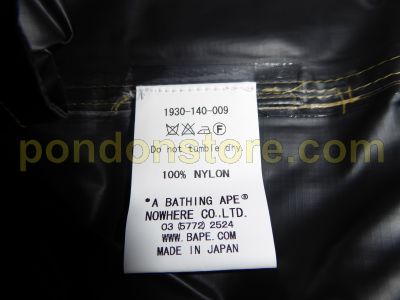 1930-140-009
F
Do not tumble dry.
pondonstore.com
100% NYLON
"A BATHING APE®
NOWHERE CO.,LTD.
03(5772)2524
WWW.BAPE.COM
MADE IN JAPAN